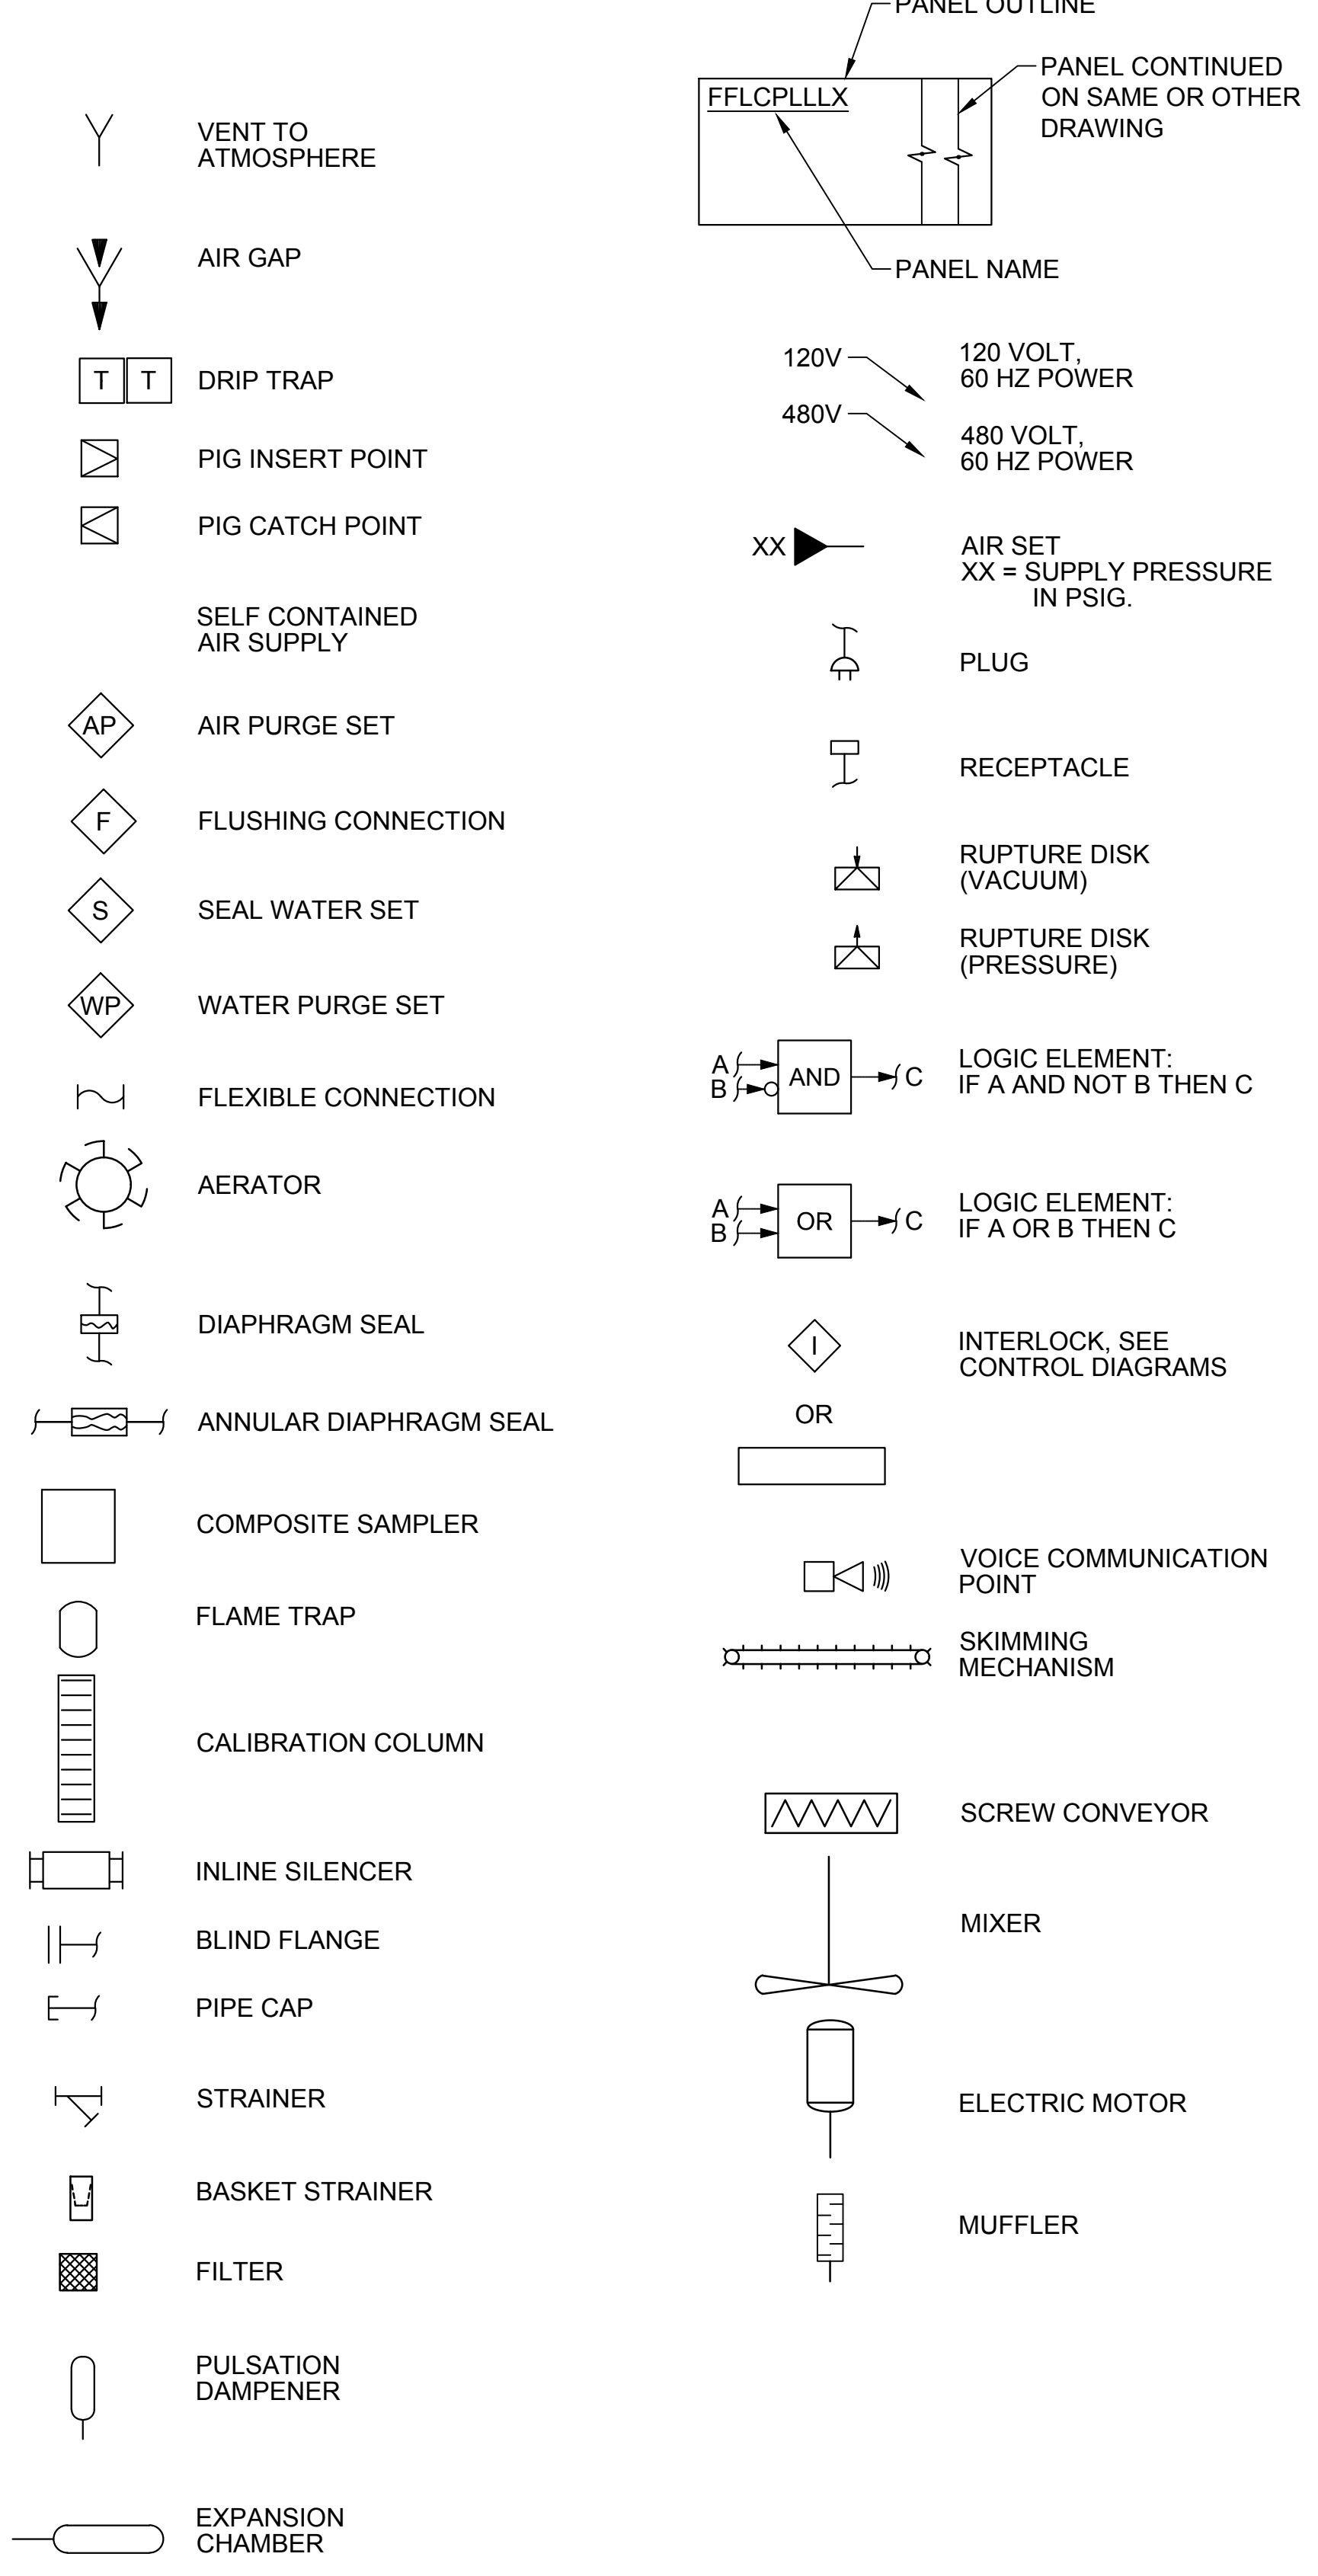 VENT TO
ATMOSPHERE
AIR GAP
T T
DRIP TRAP
PIG INSERT POINT
PIG CATCH POINT
SELF CONTAINED
AIR SUPPLY
AP
AIR PURGE SET
F
FLUSHING CONNECTION
S
SEAL WATER SET
WP
WATER PURGE SET
FLEXIBLE CONNECTION
AERATOR
DIAPHRAGM SEAL
ANNULAR DIAPHRAGM SEAL
COMPOSITE SAMPLER
FLAME TRAP
CALIBRATION COLUMN
INLINE SILENCER
BLIND FLANGE
PIPE CAP
STRAINER
BASKET STRAINER
FILTER
PULSATION
DAMPENER
EXPANSION
CHAMBER
PANEL OUTLINE
FFLCPLLLX
PANEL CONTINUED
ON SAME OR OTHER
DRAWING
PANEL NAME
120V
120 VOLT,
60 HZ POWER
480V
480 VOLT,
60 HZ POWER
XX
AIR SET
XX = SUPPLY PRESSURE
IN PSIG.
PLUG
RECEPTACLE
RUPTURE DISK
(VACUUM)
RUPTURE DISK
(PRESSURE)
A
B
AND
C
LOGIC ELEMENT:
IF A AND NOT B THEN C
A
B
OR
C
LOGIC ELEMENT:
IF A OR B THEN C
I
INTERLOCK, SEE
CONTROL DIAGRAMS
OR
VOICE COMMUNICATION
POINT
SKIMMING
MECHANISM
SCREW CONVEYOR
MIXER
ELECTRIC MOTOR
MUFFLER